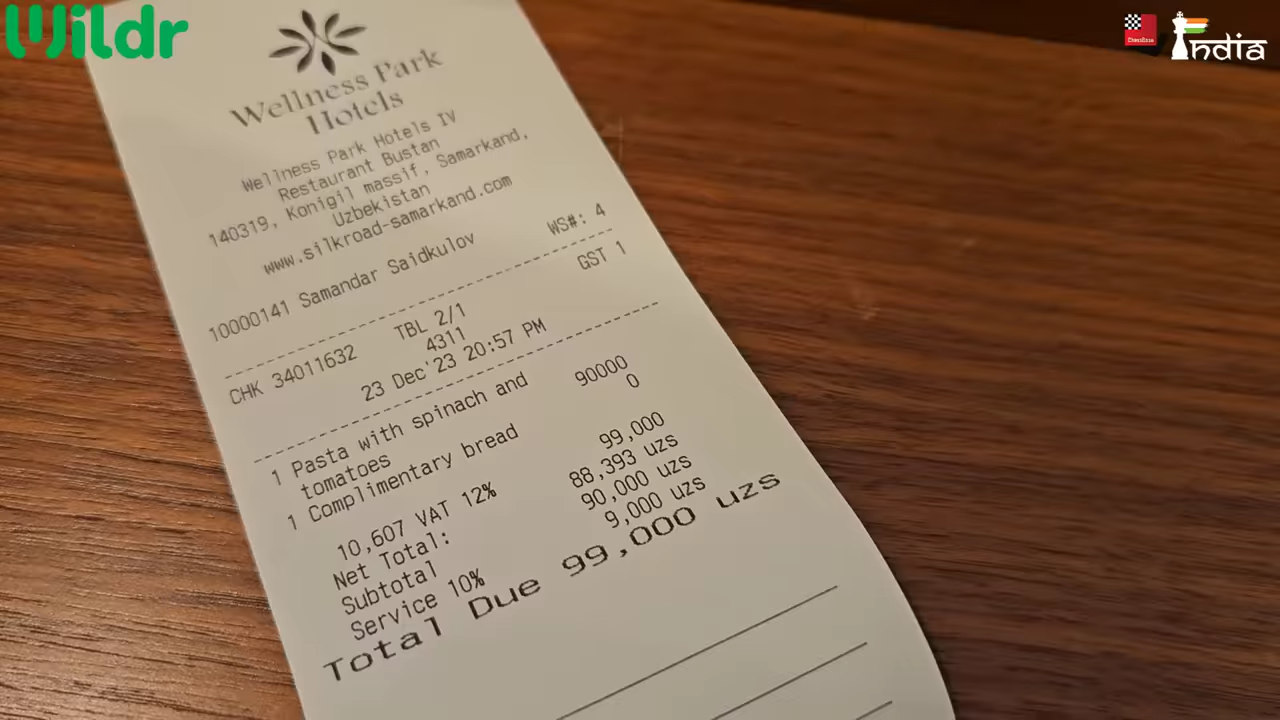 Wildr
ChessBase
India
Wellness Park
Hotels
Wellness Park Hotels IV
Restaurant Bustan
140319, Konigil massif, Samarkand,
Uzbekistan
www.silkroad-samarkand.com
10000141 Samandar Saidkulov WS#: 4
CHK 34011632 TBL 2/1 GST 1
4311
23 Dec'23 20:57 PM
1 Pasta with spinach and 90000
tomatoes
1 Complimentary bread 0
10,607 VAT 12% 99,000
Net Total: 88,393 uzs
Subtotal 90,000 uzs
Service 10% 9,000 uzs
Total Due 99,000 uzs